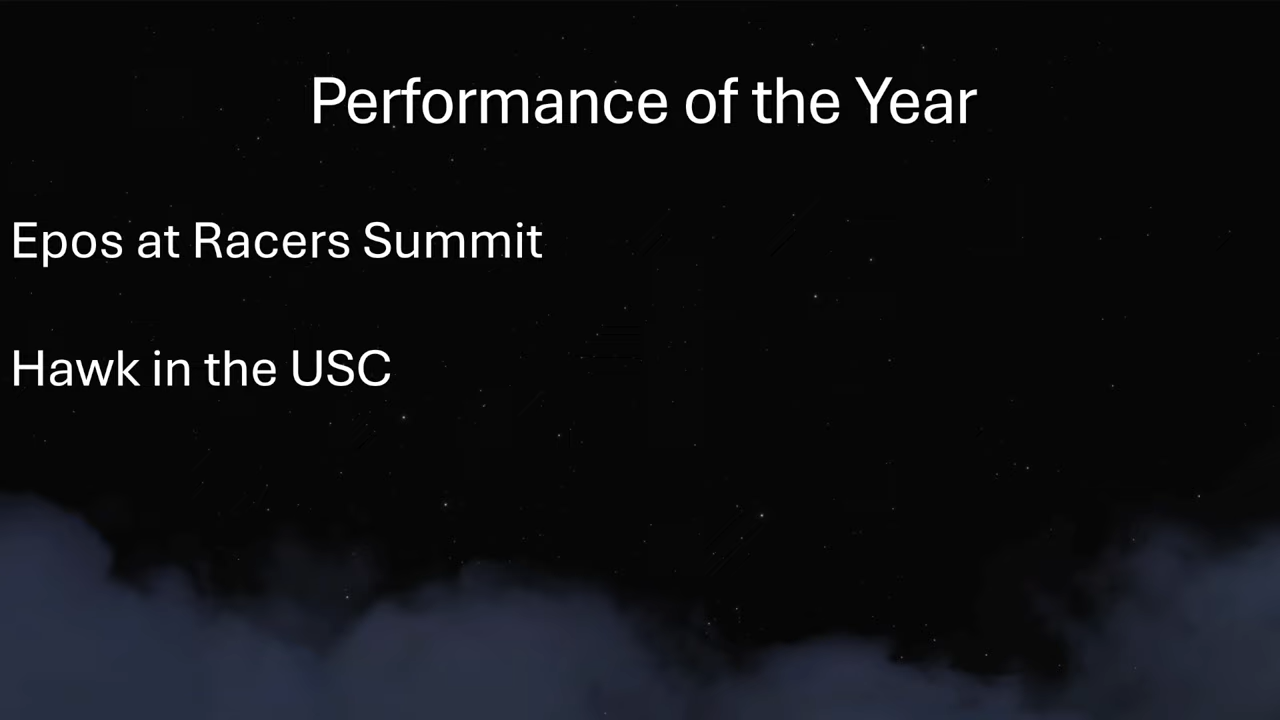 Performance of the Year
Epos at Racers Summit
Hawk in the USC